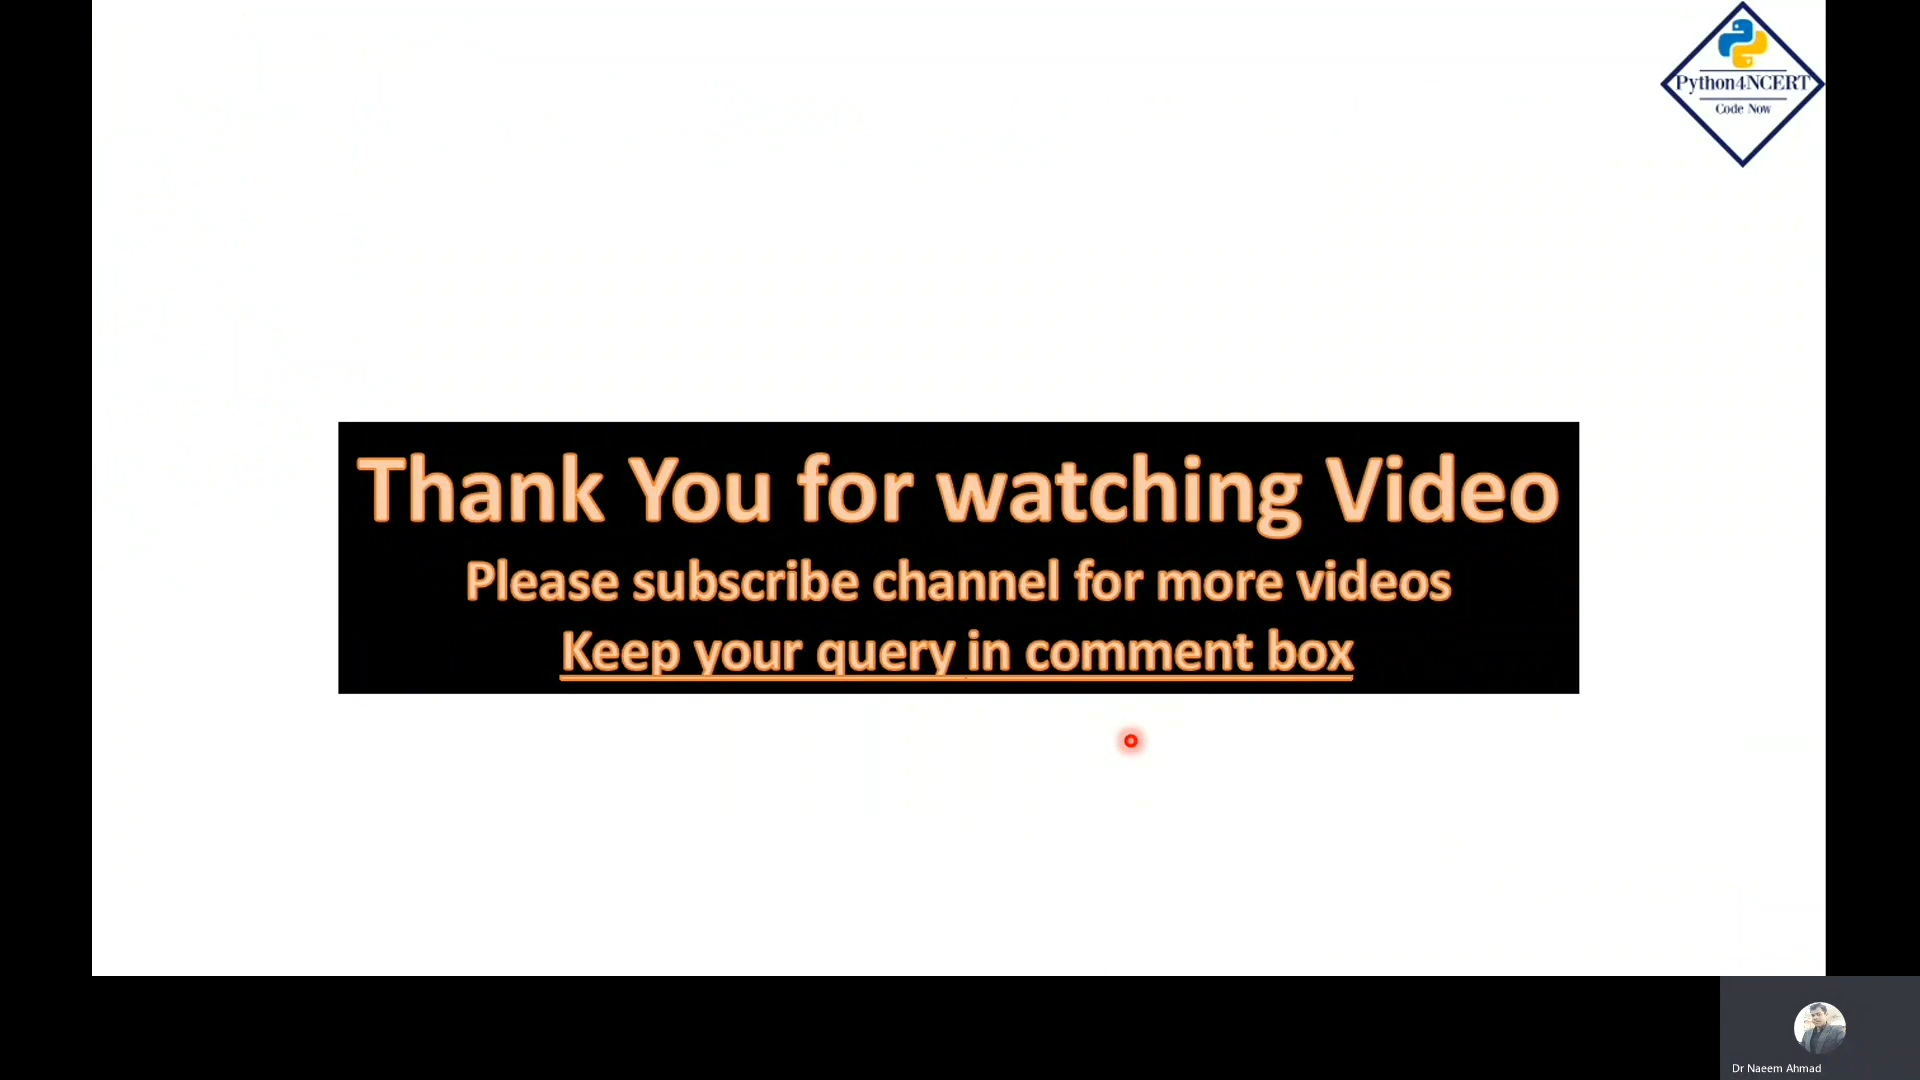 Python4NCERT
Code Now
Thank You for watching Video
Please subscribe channel for more videos
Keep your query in comment box
Dr Naeem Ahmad